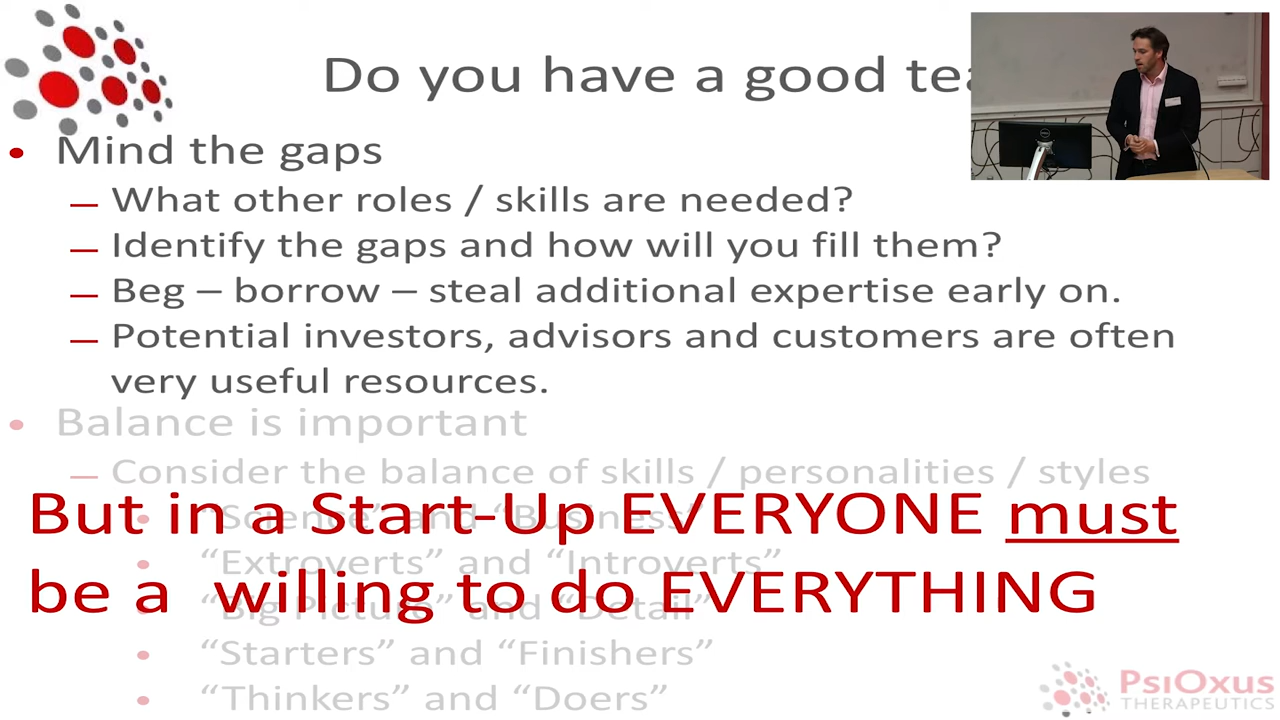 Do you have a good tea
• Mind the gaps
– What other roles / skills are needed?
– Identify the gaps and how will you fill them?
– Beg – borrow – steal additional expertise early on.
– Potential investors, advisors and customers are often
very useful resources.
• Balance is important
– Consider the balance of skills / personalities / styles
But in a Start-Up EVERYONE must
• “Science” and “Business”
• “Extroverts” and “Introverts”
be a willing to do EVERYTHING
• “Big Picture” and “Detail”
• “Starters” and “Finishers”
• “Thinkers” and “Doers”
PsiOxus
THERAPEUTICS